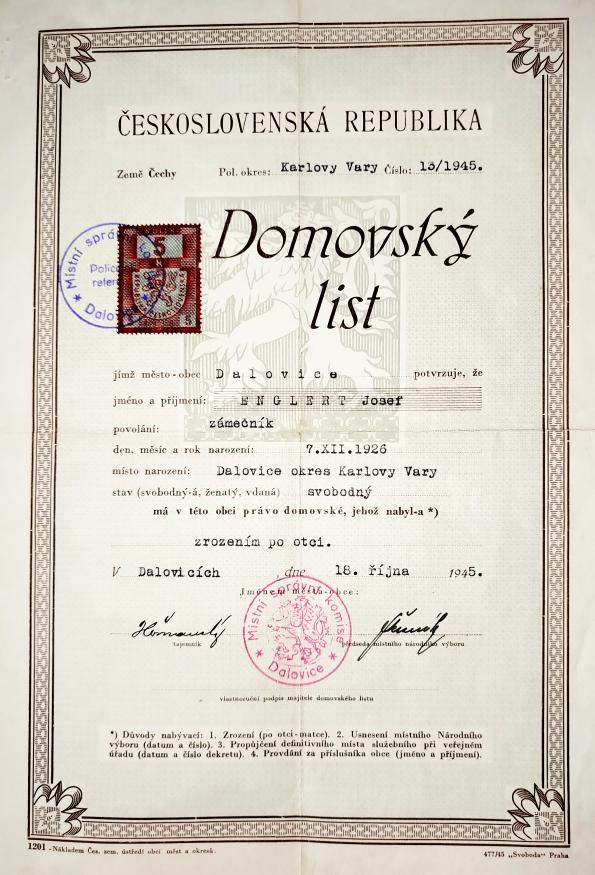 ČESKOSLOVENSKÁ REPUBLIKA
Země Čechy Pol. okres: Karlovy Vary Číslo: 13/1945.
Domovský
list
Místní správ
Dalov
5
5
jímž město-obec Dalovice potvrzuje, že
jméno a příjmení: ENGLERT Josef
povolání: zámečník
den, měsíc a rok narození: 7.XII.1926
místo narození: Dalovice okres Karlovy Vary
stav (svobodný-á, ženatý, vdaná) svobodný
má v této obci právo domovské, jehož nabyl-a *)
zrozením po otci.
V Dalovicích , dne 18. října 1945.
Jménem města-obce:
Místní správní komise
Dalovice
tajemník předseda místního národního výboru
vlastnoruční podpis majitele domovského listu
*) Důvody nabývací: 1. Zrození (po otci-matce). 2. Usnesení místního Národního
výboru (datum a číslo). 3. Propůjčení definitivního místa služebního při veřejném
úřadu (datum a číslo dekretu). 4. Provdání za příslušníka obce (jméno a příjmení).
1201 - Nákladem Čes. zem. ústředí obcí měst a okresů. 477/45 „Svoboda" Praha